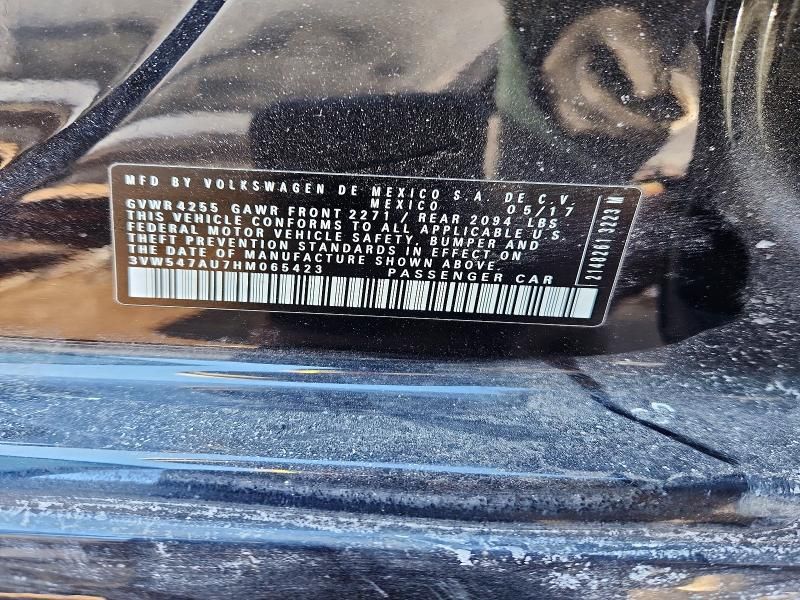 MFD BY VOLKSWAGEN DE MEXICO S.A. DE C.V.
MEXICO 05/17
GVWR4255 GAWR FRONT 2271 / REAR 2094 LBS
THIS VEHICLE CONFORMS TO ALL APPLICABLE U.S
FEDERAL MOTOR VEHICLE SAFETY, BUMPER AND
THEFT PREVENTION STANDARDS IN EFFECT ON
THE DATE OF MANUFACTURE SHOWN ABOVE.
3VW547AU7HM065423 PASSENGER CAR